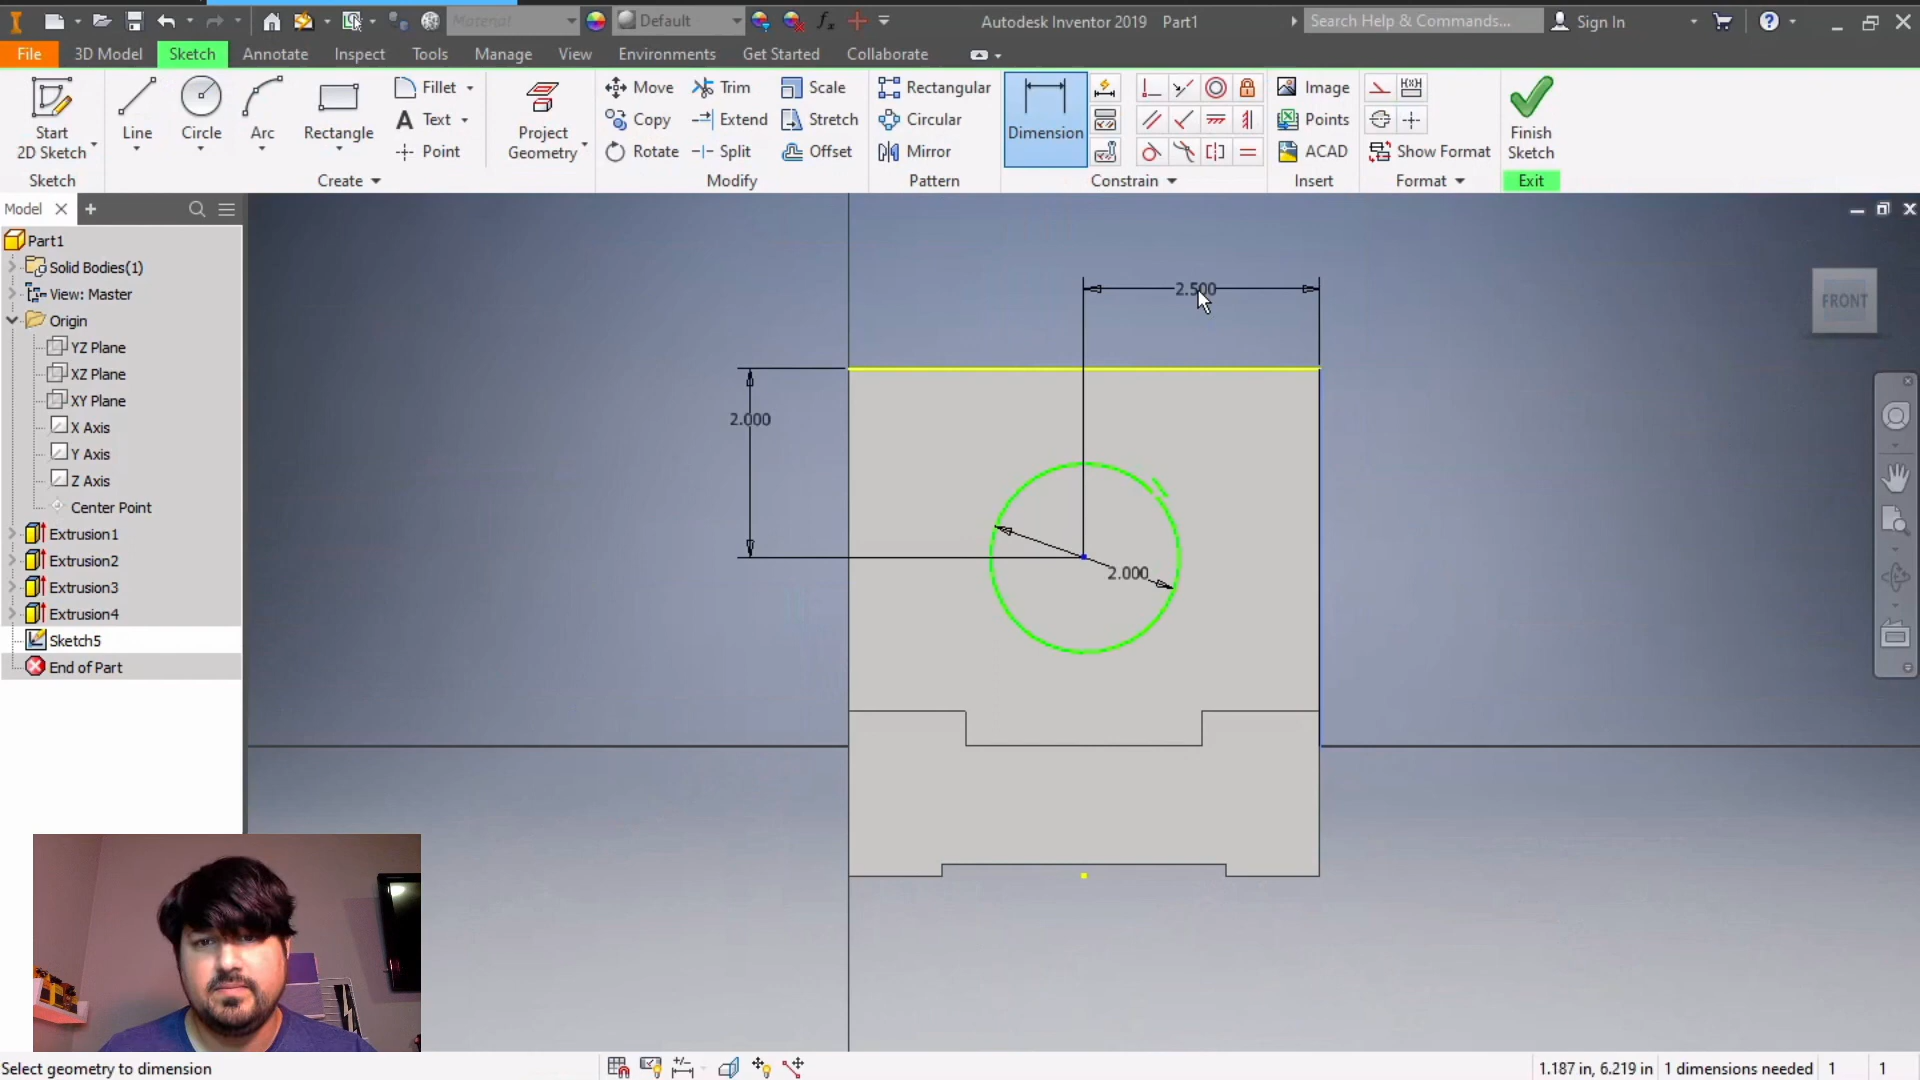 Material
Default
Autodesk Inventor 2019 Part1
Search Help & Commands...
Sign In
File 3D Model Sketch Annotate Inspect Tools Manage View Environments Get Started Collaborate
Start
2D Sketch
Line
Circle
Arc
Rectangle
Fillet
Text
Point
Project
Geometry
Move
Copy
Rotate
Trim
Extend
Split
Scale
Stretch
Offset
Rectangular
Circular
Mirror
Dimension
Image
Points
ACAD
Show Format
Finish
Sketch
Sketch Create Modify Pattern Constrain Insert Format Exit
Model
Part1
Solid Bodies(1)
View: Master
Origin
YZ Plane
XZ Plane
XY Plane
X Axis
Y Axis
Z Axis
Center Point
Extrusion1
Extrusion2
Extrusion3
Extrusion4
Sketch5
End of Part
2.500
FRONT
2.000
2.000
Select geometry to dimension
1.187 in, 6.219 in 1 dimensions needed 1 1